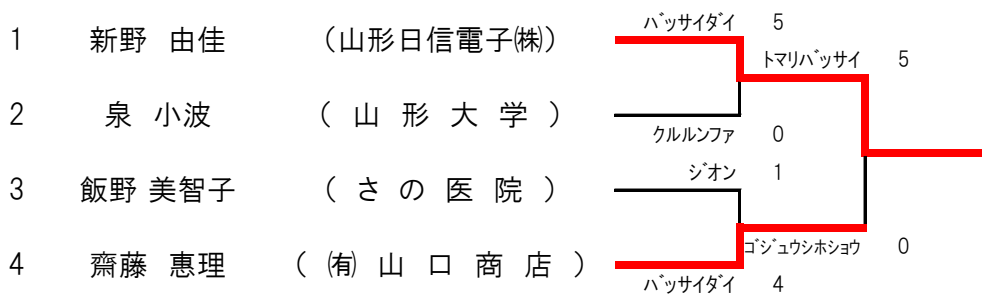 ﾊﾞｯｻｲﾀﾞｲ 5
1 新野 由佳 （山形日信電子㈱）
ﾄﾏﾘﾊﾞｯｻｲ 5
2 泉 小波 （ 山 形 大 学 ）
ｸﾙﾙﾝﾌｧ 0
ｼﾞｵﾝ 1
3 飯野 美智子 （ さ の 医 院 ）
ｺﾞｼﾞｭｳｼﾎｼｮｳ 0
4 齋藤 惠理 （ ㈲ 山 口 商 店 ）
ﾊﾞｯｻｲﾀﾞｲ 4